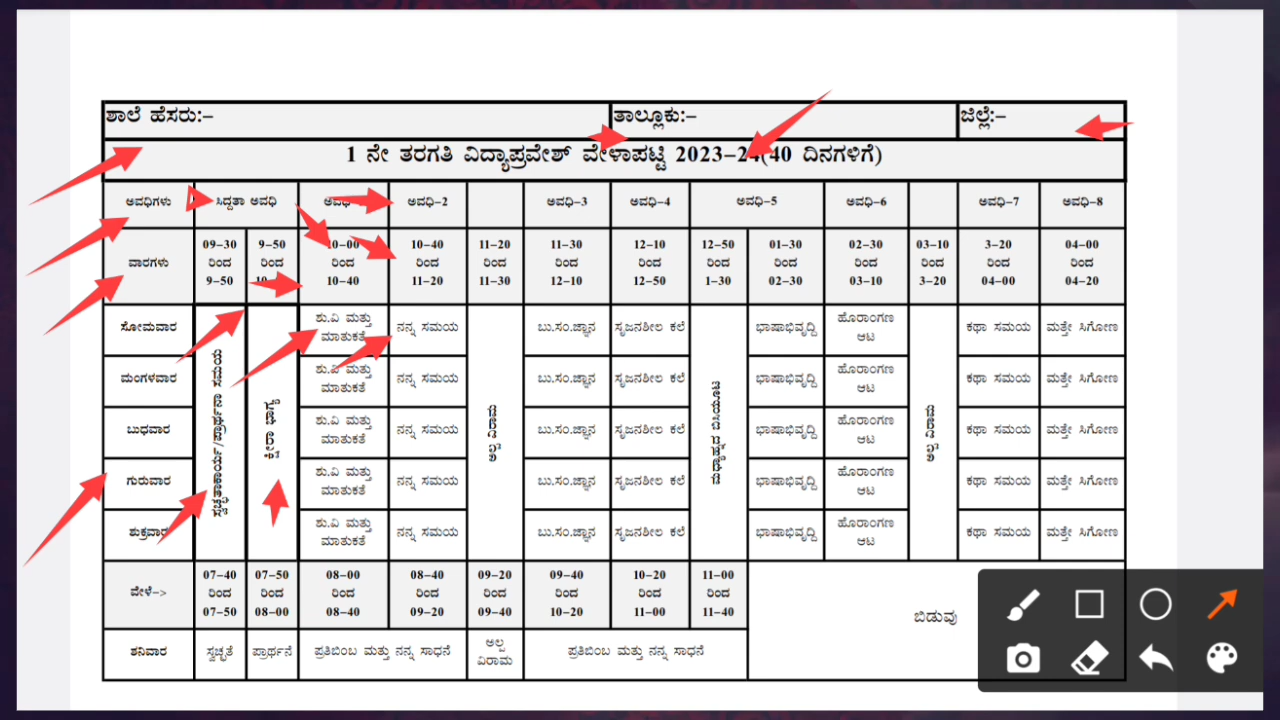 ಶಾಲೆ ಹೆಸರು:– ತಾಲ್ಲೂಕು:– ಜಿಲ್ಲೆ:–
1 ನೇ ತರಗತಿ ವಿದ್ಯಾಪ್ರವೇಶ್ ವೇಳಾಪಟ್ಟಿ 2023–24(40 ದಿನಗಳಿಗೆ)
ಅವಧಿಗಳು ಸಿದ್ದತಾ ಅವಧಿ ಅವಧಿ–2 ಅವಧಿ–3 ಅವಧಿ–4 ಅವಧಿ–5 ಅವಧಿ–6 ಅವಧಿ–7 ಅವಧಿ–8
09–30 9–50 10–00 10–40 11–20 11–30 12–10 12–50 01–30 02–30 03–10 3–20 04–00
ವಾರಗಳು ರಿಂದ ರಿಂದ ರಿಂದ ರಿಂದ ರಿಂದ ರಿಂದ ರಿಂದ ರಿಂದ ರಿಂದ ರಿಂದ ರಿಂದ ರಿಂದ ರಿಂದ
9–50 10–40 11–20 11–30 12–10 12–50 1–30 02–30 03–10 3–20 04–00 04–20
ಸೋಮವಾರ ಶು.ವಿ ಮತ್ತು ಮಾತುಕತೆ ನನ್ನ ಸಮಯ ಬು.ಸಂ.ಜ್ಞಾನ ಸೃಜನಶೀಲ ಕಲೆ ಭಾಷಾಭಿವೃದ್ದಿ ಹೊರಾಂಗಣ ಆಟ ಕಥಾ ಸಮಯ ಮತ್ತೇ ಸಿಗೋಣ
ಮಂಗಳವಾರ ಶು.ವಿ ಮತ್ತು ಮಾತುಕತೆ ನನ್ನ ಸಮಯ ಬು.ಸಂ.ಜ್ಞಾನ ಸೃಜನಶೀಲ ಕಲೆ ಭಾಷಾಭಿವೃದ್ದಿ ಹೊರಾಂಗಣ ಆಟ ಕಥಾ ಸಮಯ ಮತ್ತೇ ಸಿಗೋಣ
ಬುಧವಾರ ಶು.ವಿ ಮತ್ತು ಮಾತುಕತೆ ನನ್ನ ಸಮಯ ಬು.ಸಂ.ಜ್ಞಾನ ಸೃಜನಶೀಲ ಕಲೆ ಭಾಷಾಭಿವೃದ್ದಿ ಹೊರಾಂಗಣ ಆಟ ಕಥಾ ಸಮಯ ಮತ್ತೇ ಸಿಗೋಣ
ಗುರುವಾರ ಶು.ವಿ ಮತ್ತು ಮಾತುಕತೆ ನನ್ನ ಸಮಯ ಬು.ಸಂ.ಜ್ಞಾನ ಸೃಜನಶೀಲ ಕಲೆ ಭಾಷಾಭಿವೃದ್ದಿ ಹೊರಾಂಗಣ ಆಟ ಕಥಾ ಸಮಯ ಮತ್ತೇ ಸಿಗೋಣ
ಶುಕ್ರವಾರ ಶು.ವಿ ಮತ್ತು ಮಾತುಕತೆ ನನ್ನ ಸಮಯ ಬು.ಸಂ.ಜ್ಞಾನ ಸೃಜನಶೀಲ ಕಲೆ ಭಾಷಾಭಿವೃದ್ದಿ ಹೊರಾಂಗಣ ಆಟ ಕಥಾ ಸಮಯ ಮತ್ತೇ ಸಿಗೋಣ
ಸ್ವಚ್ಛತಾಕಾರ್ಯ/ಪ್ರಾರ್ಥನಾ ಸಮಯ
ಕ್ಷೀರಾ ಭಾಗ್ಯ
ಅಲ್ಪ ವಿರಾಮ
ಮಧ್ಯಾಹ್ನದ ಬಿಸಿಯೂಟ
ಅಲ್ಪ ವಿರಾಮ
07–40 07–50 08–00 08–40 09–20 09–40 10–20 11–00
ವೇಳೆ–> ರಿಂದ ರಿಂದ ರಿಂದ ರಿಂದ ರಿಂದ ರಿಂದ ರಿಂದ ರಿಂದ
07–50 08–00 08–40 09–20 09–40 10–20 11–00 11–40
ಬಿಡುವು
ಶನಿವಾರ ಸ್ವಚ್ಛತೆ ಪ್ರಾರ್ಥನೆ ಪ್ರತಿಬಿಂಬ ಮತ್ತು ನನ್ನ ಸಾಧನೆ ಅಲ್ಪ ವಿರಾಮ ಪ್ರತಿಬಿಂಬ ಮತ್ತು ನನ್ನ ಸಾಧನೆ